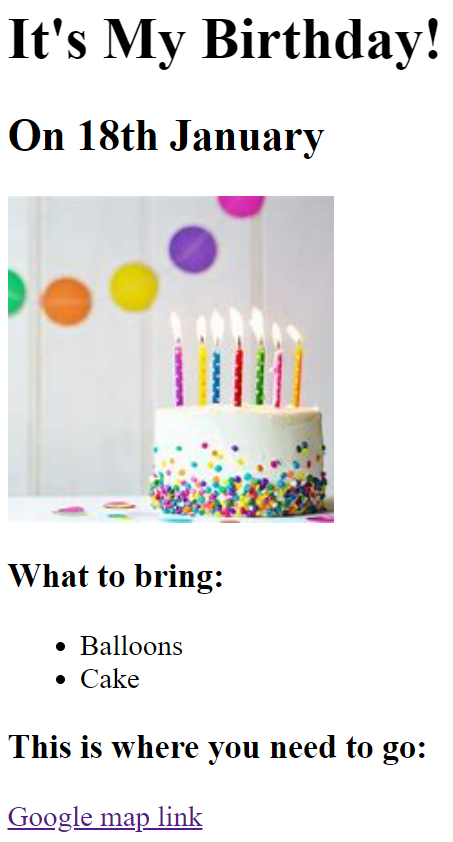 It's My Birthday!
On 18th January
What to bring:
Balloons
Cake
This is where you need to go:
Google map link